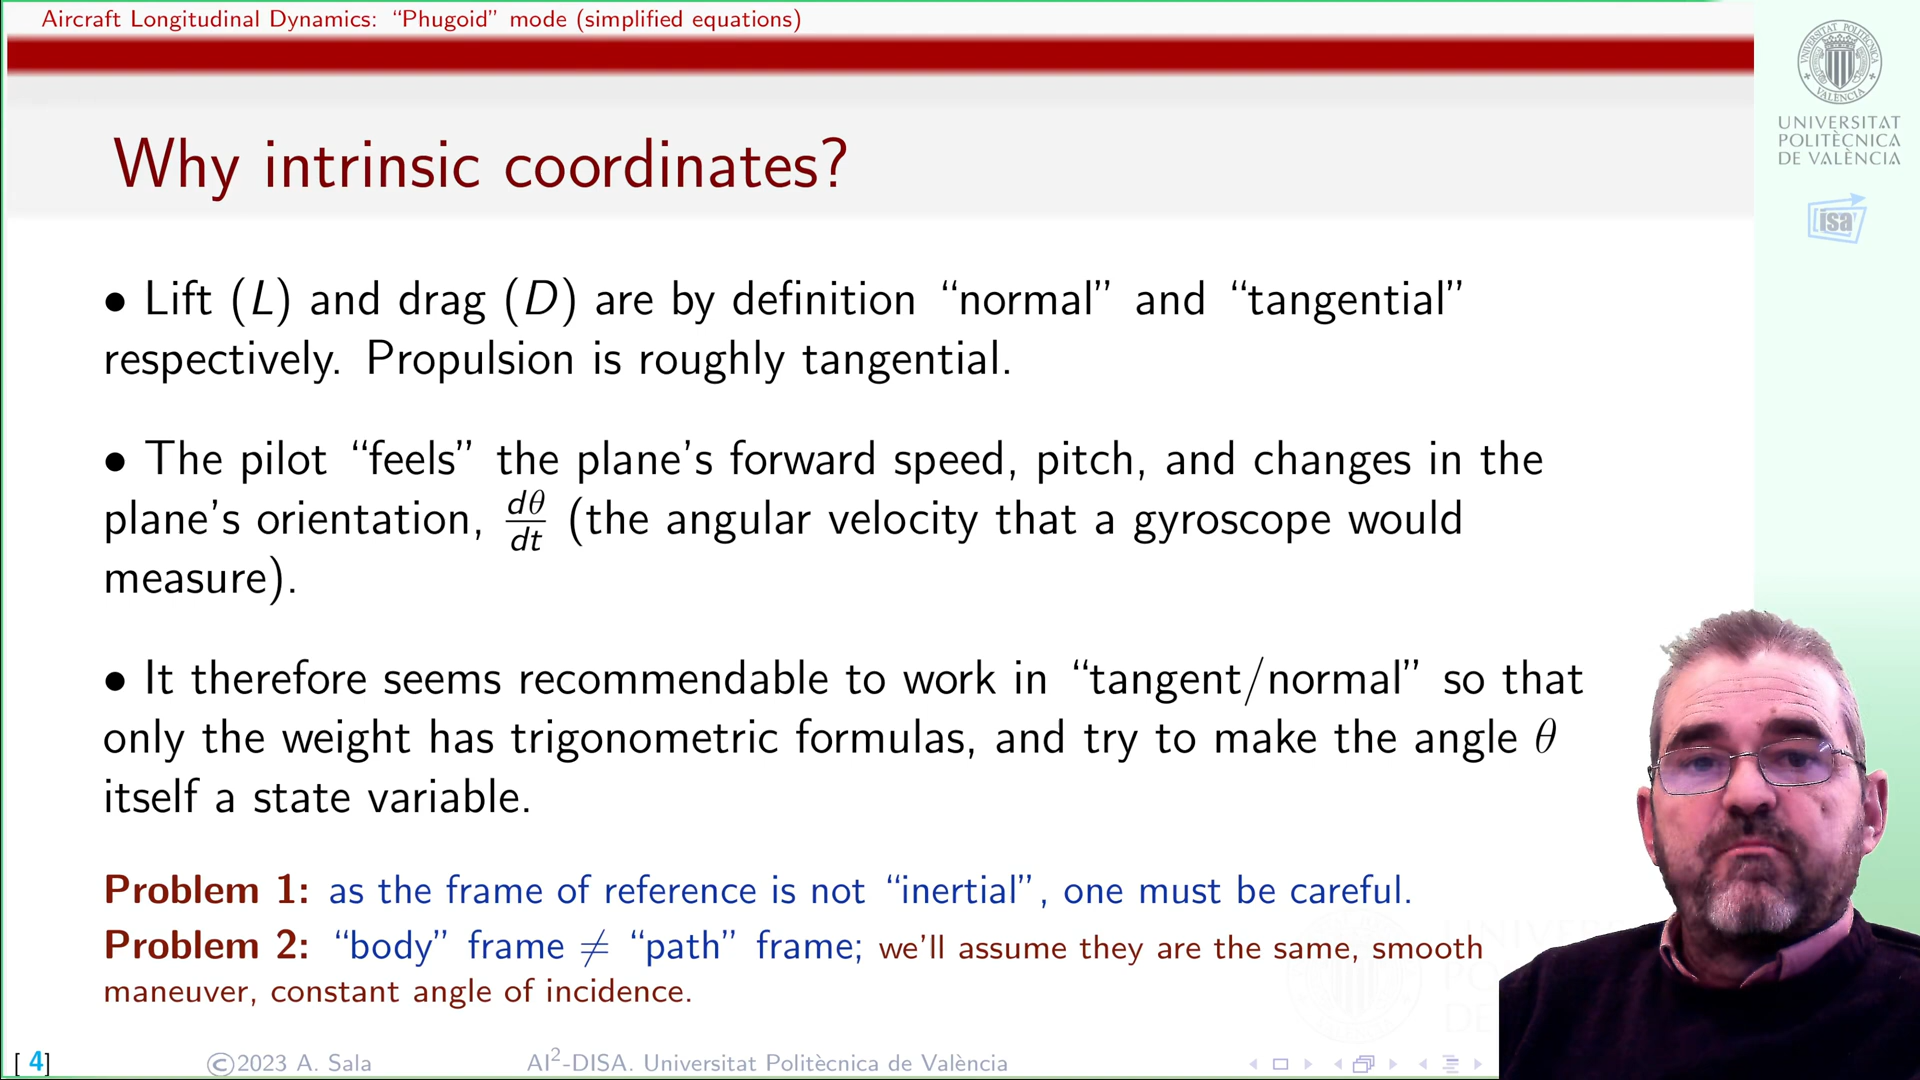 Aircraft Longitudinal Dynamics: “Phugoid” mode (simplified equations)
UNIVERSITAT
POLITÈCNICA
DE VALÈNCIA
isa
Why intrinsic coordinates?
• Lift (L) and drag (D) are by definition “normal” and “tangential”
respectively. Propulsion is roughly tangential.
• The pilot “feels” the plane’s forward speed, pitch, and changes in the
plane’s orientation, dθ/dt (the angular velocity that a gyroscope would
measure).
• It therefore seems recommendable to work in “tangent/normal” so that
only the weight has trigonometric formulas, and try to make the angle θ
itself a state variable.
Problem 1: as the frame of reference is not “inertial”, one must be careful.
Problem 2: “body” frame ≠ “path” frame; we’ll assume they are the same, smooth
maneuver, constant angle of incidence.
[ 4] ©2023 A. Sala AI²-DISA. Universitat Politècnica de València